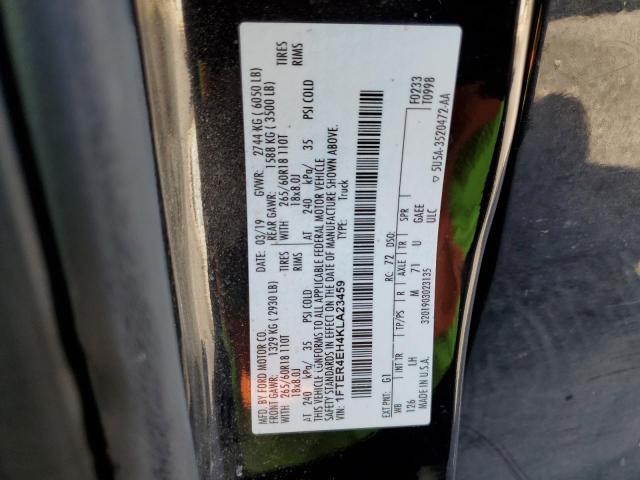 MFD. BY FORD MOTOR CO.
DATE: 03/19 GVWR: 2744 KG ( 6050 LB)
FRONT GAWR: 1329 KG ( 2930 LB) REAR GAWR: 1588 KG ( 3500 LB)
WITH 265/60R18 110T TIRES WITH 265/60R18 110T TIRES
18x8.0J RIMS 18x8.0J RIMS
AT 240 kPa/ 35 PSI COLD AT 240 kPa/ 35 PSI COLD
THIS VEHICLE CONFORMS TO ALL APPLICABLE FEDERAL MOTOR VEHICLE
SAFETY STANDARDS IN EFFECT ON THE DATE OF MANUFACTURE SHOWN ABOVE.
VIN: 1FTER4EH4KLA23459 TYPE: Truck
F0233
T0998
EXT PNT: G1 RC: 72 DSO:
WB INT TR TP/PS R AXLE TR SPR
126 LH M 71 U GAEE
MADE IN U.S.A. 3201903023135 ULC
5U5A-3520472-AA